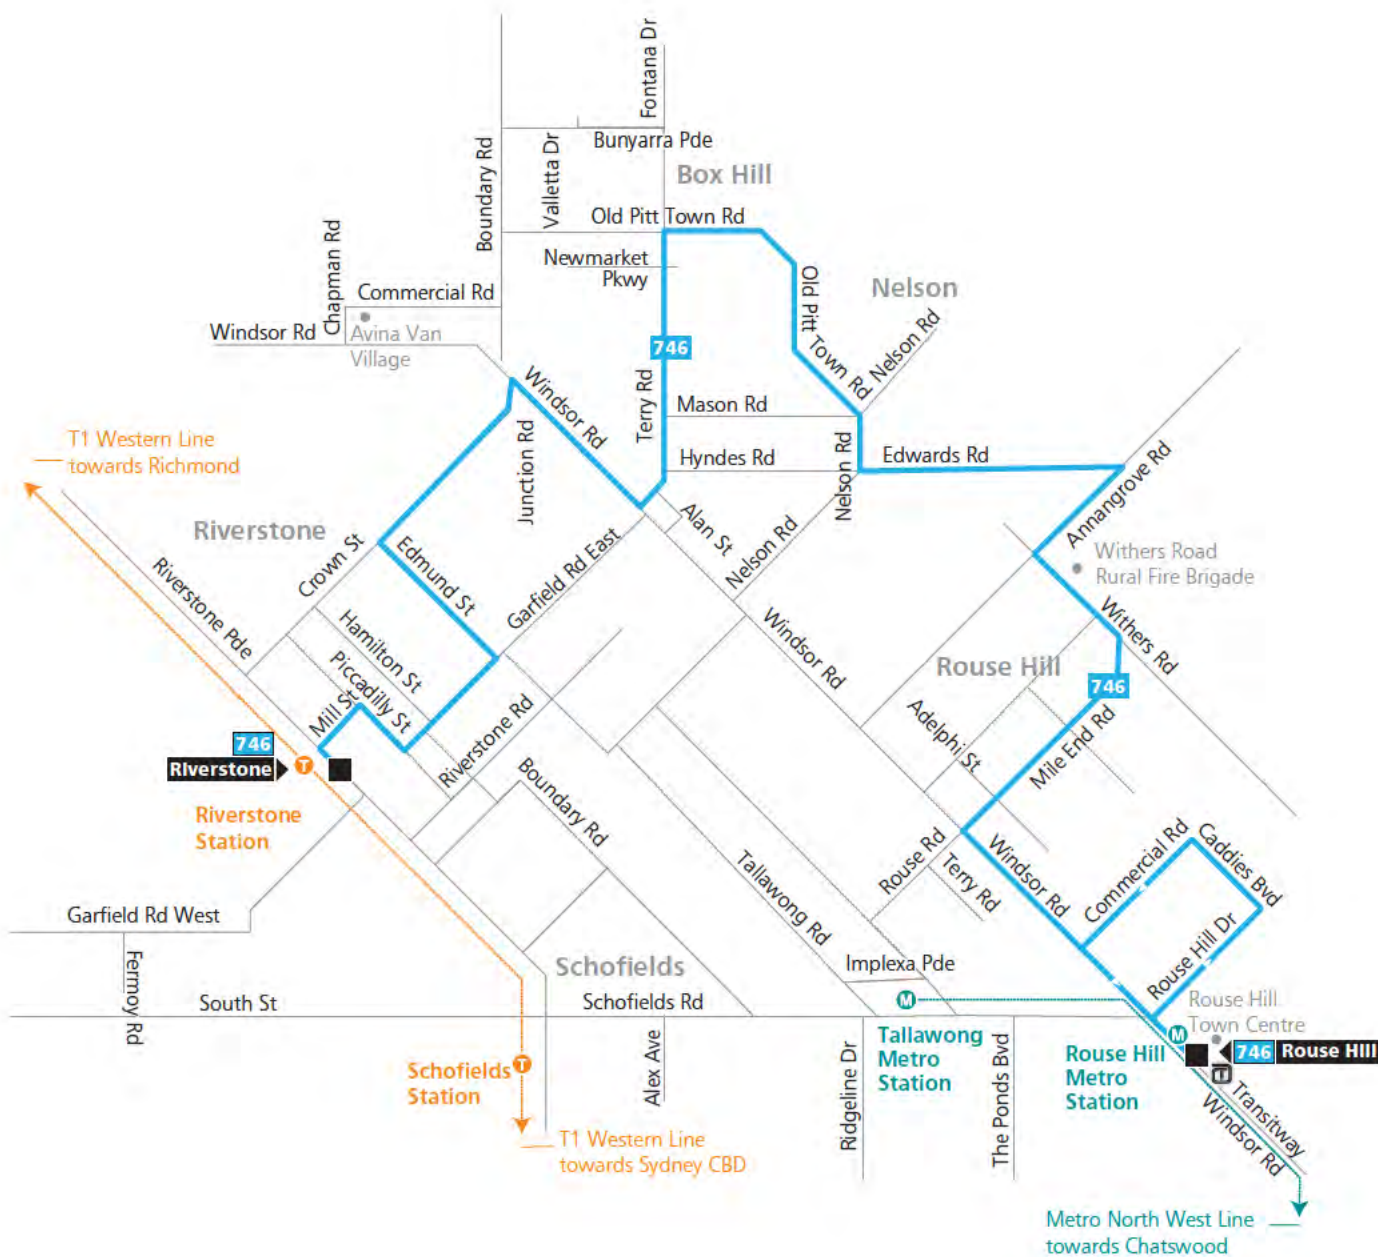 Fontana Dr
Bunyarra Pde
Boundary Rd
Valletta Dr
Box Hill
Old Pitt Town Rd
Newmarket
Pkwy
Chapman Rd
Commercial Rd
Windsor Rd
Avina Van
Village
Old Pitt
Town Rd
Nelson
Nelson Rd
746
Terry Rd
Windsor Rd
Mason Rd
Hyndes Rd
Nelson Rd
Edwards Rd
Annangrove Rd
T1 Western Line
towards Richmond
Junction Rd
Riverstone
Crown St
Edmund St
Garfield Rd East
Alan St
Nelson Rd
Withers Road
Rural Fire Brigade
Riverstone Pde
Hamilton St
Piccadilly St
Mill St
Windsor Rd
Withers Rd
Rouse Hill
746
Adelphi St
Mile End Rd
Riverstone Rd
746
RIverstone
T
Riverstone
Station
Boundary Rd
Tallawong Rd
Rouse Rd
Terry Rd
Windsor Rd
Commercial Rd
Caddies Bvd
Rouse Hill Dr
Garfield Rd West
Fermoy Rd
South St
Schofields
Schofields Rd
Implexa Pde
M
Tallawong
Metro
Station
Rouse Hill
Town Centre
M
746
Rouse HIll
T
Rouse Hill
Metro
Station
Transitway
Windsor Rd
Schofields
Station
T
Alex Ave
Ridgeline Dr
The Ponds Bvd
T1 Western Line
towards Sydney CBD
Metro North West Line
towards Chatswood